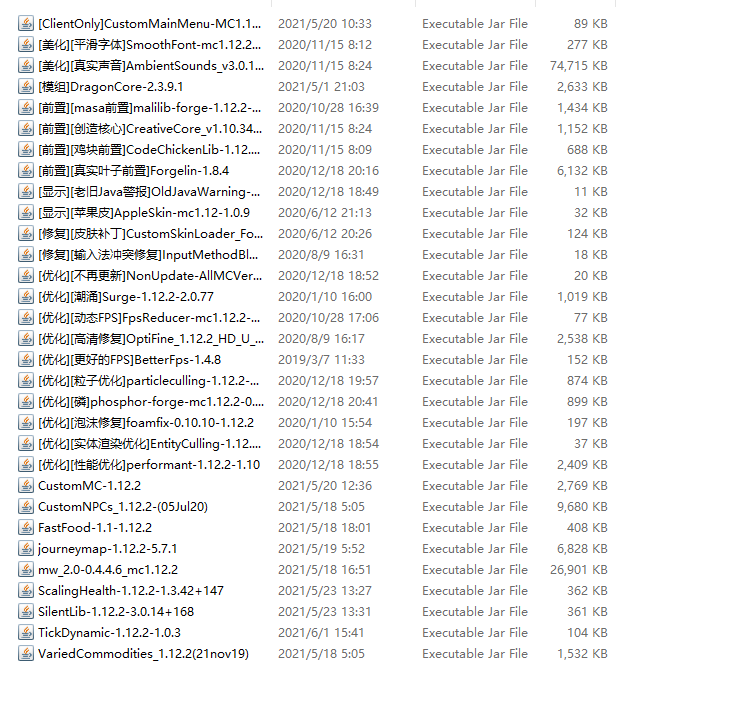 [ClientOnly]CustomMainMenu-MC1.1... 2021/5/20 10:33 Executable Jar File 89 KB
[美化][平滑字体]SmoothFont-mc1.12.2... 2020/11/15 8:12 Executable Jar File 277 KB
[美化][真实声音]AmbientSounds_v3.0.1... 2020/11/15 8:24 Executable Jar File 74,715 KB
[模组]DragonCore-2.3.9.1 2021/5/1 21:03 Executable Jar File 2,633 KB
[前置][masa前置]malilib-forge-1.12.2-... 2020/10/28 16:39 Executable Jar File 1,434 KB
[前置][创造核心]CreativeCore_v1.10.34... 2020/11/15 8:24 Executable Jar File 1,152 KB
[前置][鸡块前置]CodeChickenLib-1.12.... 2020/11/15 8:09 Executable Jar File 688 KB
[前置][真实叶子前置]Forgelin-1.8.4 2020/12/18 20:16 Executable Jar File 6,132 KB
[显示][老旧Java警报]OldJavaWarning-... 2020/12/18 18:49 Executable Jar File 11 KB
[显示][苹果皮]AppleSkin-mc1.12-1.0.9 2020/6/12 21:13 Executable Jar File 32 KB
[修复][皮肤补丁]CustomSkinLoader_Fo... 2020/6/12 20:26 Executable Jar File 124 KB
[修复][输入法冲突修复]InputMethodBl... 2020/8/9 16:31 Executable Jar File 18 KB
[优化][不再更新]NonUpdate-AllMCVer... 2020/12/18 18:52 Executable Jar File 20 KB
[优化][潮涌]Surge-1.12.2-2.0.77 2020/1/10 16:00 Executable Jar File 1,019 KB
[优化][动态FPS]FpsReducer-mc1.12.2-... 2020/10/28 17:06 Executable Jar File 77 KB
[优化][高清修复]OptiFine_1.12.2_HD_U_... 2020/8/9 16:17 Executable Jar File 2,538 KB
[优化][更好的FPS]BetterFps-1.4.8 2019/3/7 11:33 Executable Jar File 152 KB
[优化][粒子优化]particleculling-1.12.2-... 2020/12/18 19:57 Executable Jar File 874 KB
[优化][磷]phosphor-forge-mc1.12.2-0.... 2020/12/18 20:41 Executable Jar File 899 KB
[优化][泡沫修复]foamfix-0.10.10-1.12.2 2020/1/10 15:54 Executable Jar File 197 KB
[优化][实体渲染优化]EntityCulling-1.12.... 2020/12/18 18:54 Executable Jar File 37 KB
[优化][性能优化]performant-1.12.2-1.10 2020/12/18 18:55 Executable Jar File 2,409 KB
CustomMC-1.12.2 2021/5/20 12:36 Executable Jar File 2,769 KB
CustomNPCs_1.12.2-(05Jul20) 2021/5/18 5:05 Executable Jar File 9,680 KB
FastFood-1.1-1.12.2 2021/5/18 18:01 Executable Jar File 408 KB
journeymap-1.12.2-5.7.1 2021/5/19 5:52 Executable Jar File 6,828 KB
mw_2.0-0.4.4.6_mc1.12.2 2021/5/18 16:51 Executable Jar File 26,901 KB
ScalingHealth-1.12.2-1.3.42+147 2021/5/23 13:27 Executable Jar File 362 KB
SilentLib-1.12.2-3.0.14+168 2021/5/23 13:31 Executable Jar File 361 KB
TickDynamic-1.12.2-1.0.3 2021/6/1 15:41 Executable Jar File 104 KB
VariedCommodities_1.12.2(21nov19) 2021/5/18 5:05 Executable Jar File 1,532 KB